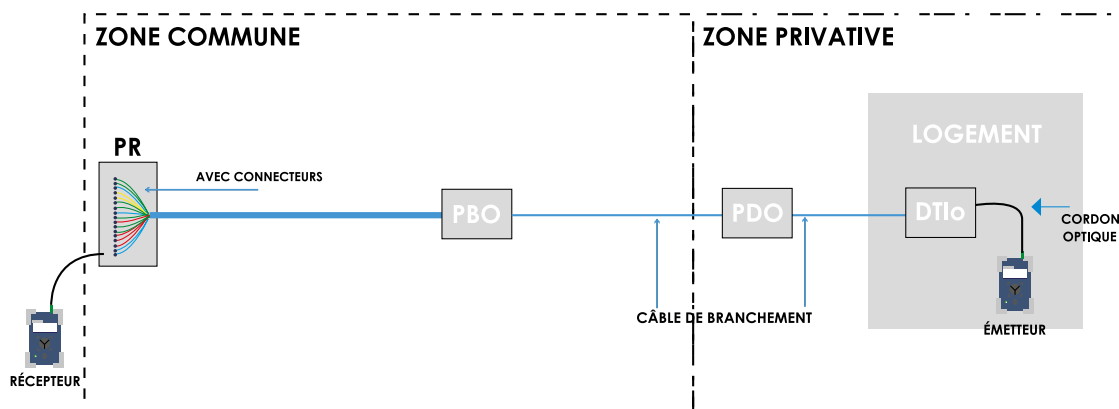 ZONE COMMUNE
ZONE PRIVATIVE
LOGEMENT
PR
AVEC CONNECTEURS
PBO
PDO
DTIo
CORDON
OPTIQUE
CÂBLE DE BRANCHEMENT
ÉMETTEUR
RÉCEPTEUR